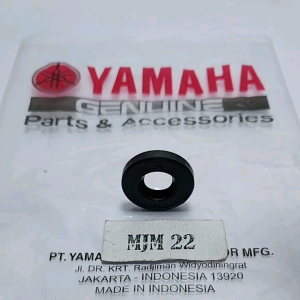 YAMAHA
GENUINE
Parts & Accessories
MJM 22
PT. YAMA OR MFG.
JL. DR. KRT. Radjiman Widyodiningrat
JAKARTA - INDONESIA 13920
MADE IN INDONESIA